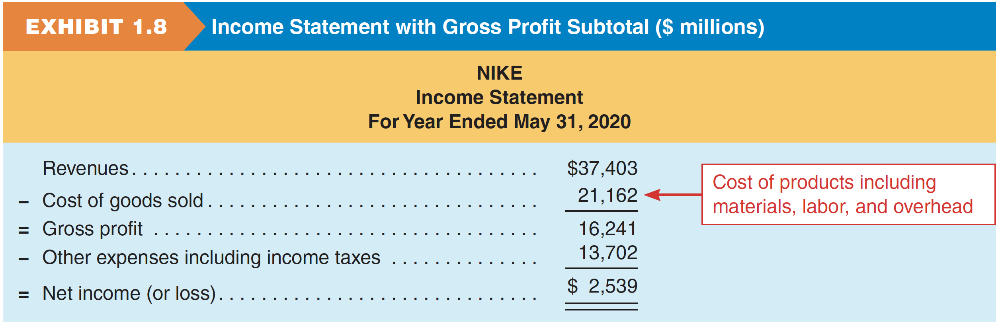 EXHIBIT 1.8 Income Statement with Gross Profit Subtotal ($ millions)
NIKE
Income Statement
For Year Ended May 31, 2020
Revenues . . . . . . . . . . . . . . . . . . . . . . . . . . . . . . . . . . . . . . $37,403
– Cost of goods sold . . . . . . . . . . . . . . . . . . . . . . . . . . . . . . . 21,162
Cost of products including
materials, labor, and overhead
= Gross profit . . . . . . . . . . . . . . . . . . . . . . . . . . . . . . . . . . . . 16,241
– Other expenses including income taxes . . . . . . . . . . . . . . 13,702
= Net income (or loss) . . . . . . . . . . . . . . . . . . . . . . . . . . . . . . $ 2,539